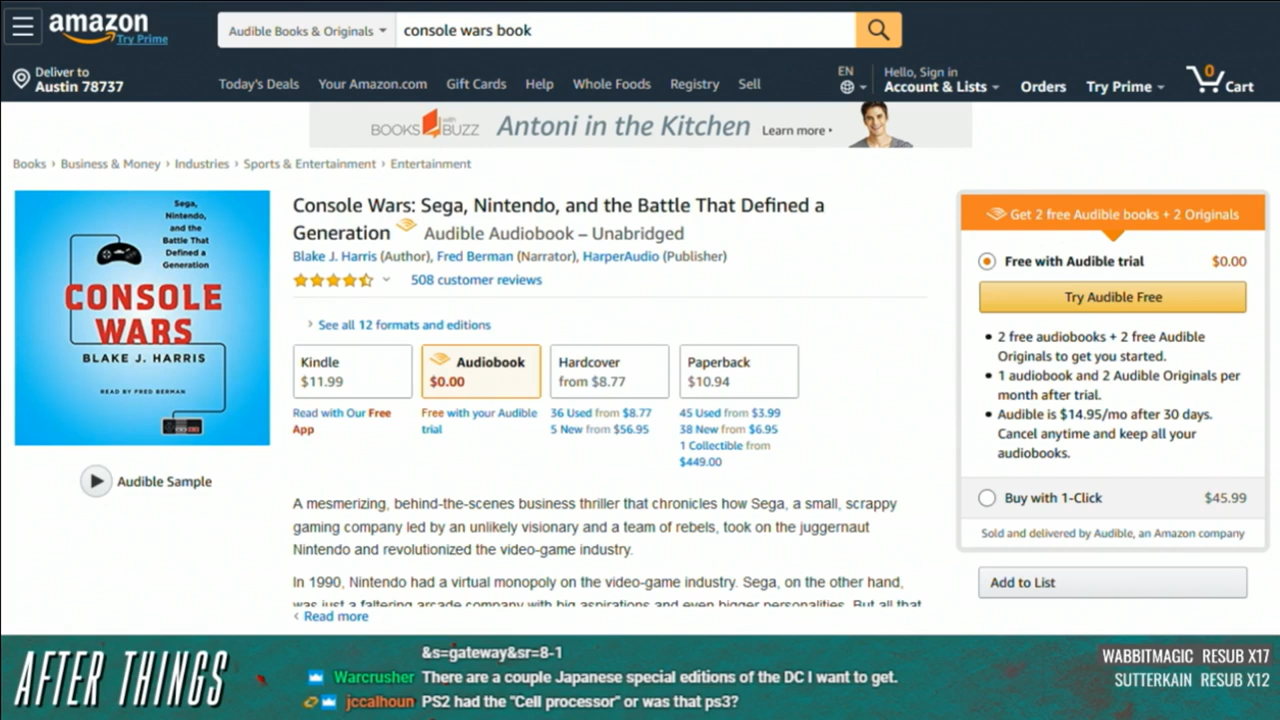 amazon
Try Prime
Audible Books & Originals
console wars book
Deliver to
Austin 78737
Today's Deals Your Amazon.com Gift Cards Help Whole Foods Registry Sell
EN
Hello, Sign in
Account & Lists
Orders
Try Prime
0
Cart
BOOKS with BUZZ
Antoni in the Kitchen
Learn more
Books › Business & Money › Industries › Sports & Entertainment › Entertainment
Sega,
Nintendo,
and the
Battle That
Defined a
Generation
CONSOLE
WARS
BLAKE J. HARRIS
READ BY FRED BERMAN
Audible Sample
Console Wars: Sega, Nintendo, and the Battle That Defined a
Generation Audible Audiobook – Unabridged
Blake J. Harris (Author), Fred Berman (Narrator), HarperAudio (Publisher)
508 customer reviews
› See all 12 formats and editions
Kindle
$11.99
Read with Our Free
App
Audiobook
$0.00
Free with your Audible
trial
Hardcover
from $8.77
36 Used from $8.77
5 New from $56.95
Paperback
$10.94
45 Used from $3.99
38 New from $6.95
1 Collectible from
$449.00
A mesmerizing, behind-the-scenes business thriller that chronicles how Sega, a small, scrappy
gaming company led by an unlikely visionary and a team of rebels, took on the juggernaut
Nintendo and revolutionized the video-game industry.
In 1990, Nintendo had a virtual monopoly on the video-game industry. Sega, on the other hand,
was just a faltering arcade company with big aspirations and even bigger personalities. But all that
‹ Read more
Get 2 free Audible books + 2 Originals
Free with Audible trial $0.00
Try Audible Free
• 2 free audiobooks + 2 free Audible
Originals to get you started.
• 1 audiobook and 2 Audible Originals per
month after trial.
• Audible is $14.95/mo after 30 days.
Cancel anytime and keep all your
audiobooks.
Buy with 1-Click $45.99
Sold and delivered by Audible, an Amazon company
Add to List
AFTER THINGS
&s=gateway&sr=8-1
Warcrusher There are a couple Japanese special editions of the DC I want to get.
jccalhoun PS2 had the "Cell processor" or was that ps3?
WABBITMAGIC RESUB X17
SUTTERKAIN RESUB X12